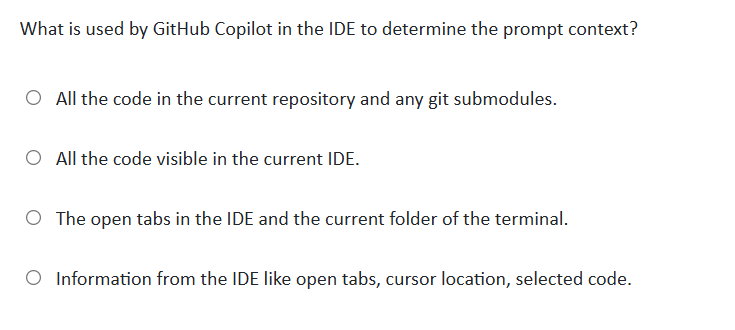 What is used by GitHub Copilot in the IDE to determine the prompt context?
All the code in the current repository and any git submodules.
All the code visible in the current IDE.
The open tabs in the IDE and the current folder of the terminal.
Information from the IDE like open tabs, cursor location, selected code.